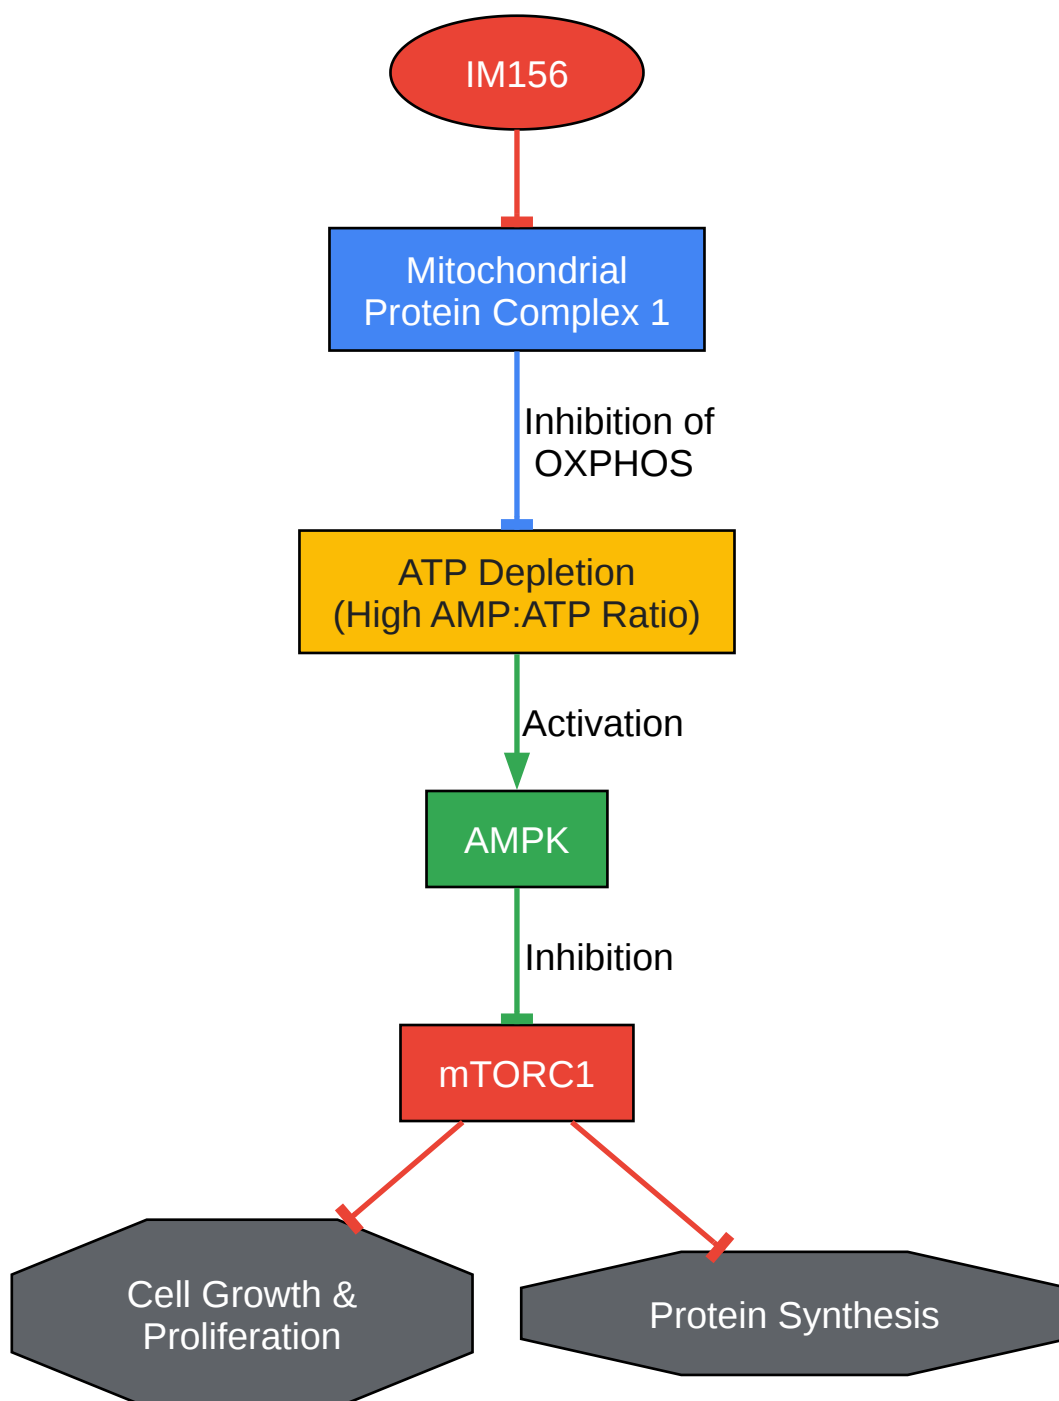 IM156
Mitochondrial
Protein Complex 1
Inhibition of
OXPHOS
ATP Depletion
(High AMP:ATP Ratio)
Activation
AMPK
Inhibition
mTORC1
Cell Growth &
Proliferation
Protein Synthesis